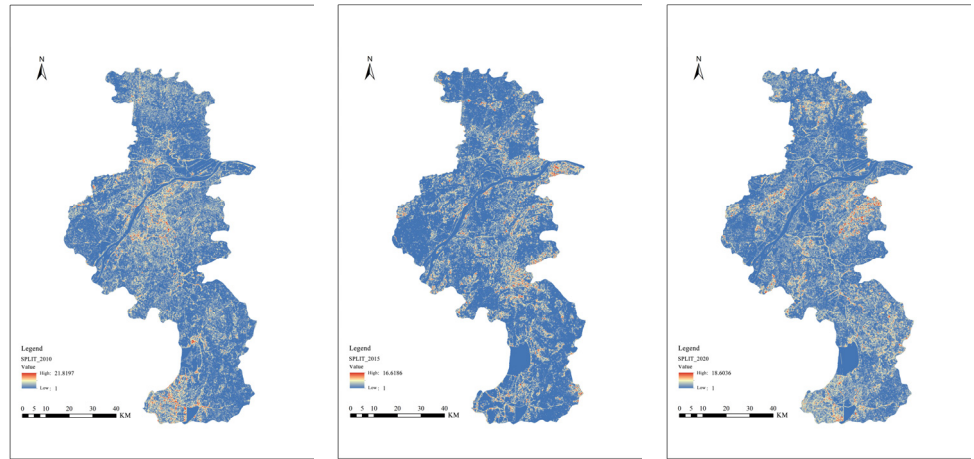 N
Legend
SPLIT_2010
Value
High: 21.8197
Low: 1
0 5 10 20 30 40 KM
N
Legend
SPLIT_2015
Value
High: 16.6186
Low: 1
0 5 10 20 30 40 KM
N
Legend
SPLIT_2020
Value
High: 18.6036
Low: 1
0 5 10 20 30 40 KM